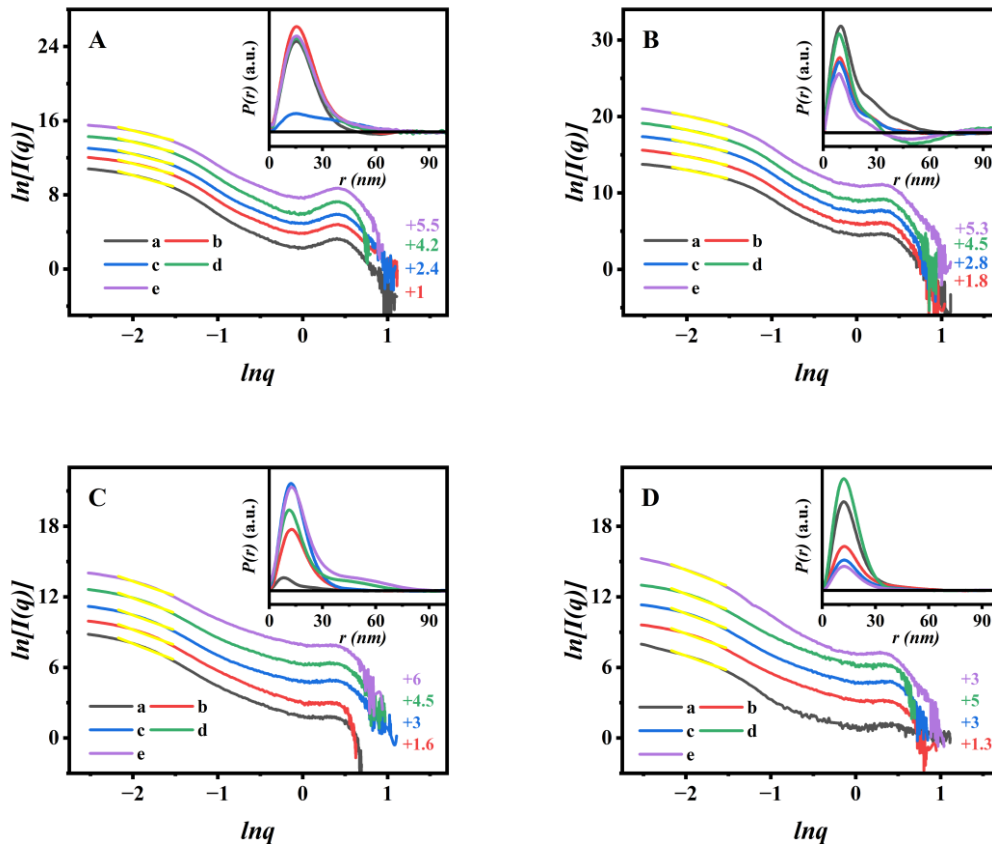 A
ln[I(q)]
24
16
8
0
−2
−1
0
1
lnq
P(r) (a.u.)
0
30
60
90
r (nm)
+5.5
+4.2
+2.4
+1
a b
c d
e
B
ln[I(q)]
30
20
10
0
−2
−1
0
1
lnq
P(r) (a.u.)
0
30
60
90
r (nm)
+5.3
+4.5
+2.8
+1.8
a b
c d
e
C
ln[I(q)]
18
12
6
0
−2
−1
0
1
lnq
P(r) (a.u.)
0
30
60
90
r (nm)
+6
+4.5
+3
+1.6
a b
c d
e
D
ln[I(q)]
18
12
6
0
−2
−1
0
1
lnq
P(r) (a.u.)
0
30
60
90
r (nm)
+3
+5
+3
+1.3
a b
c d
e